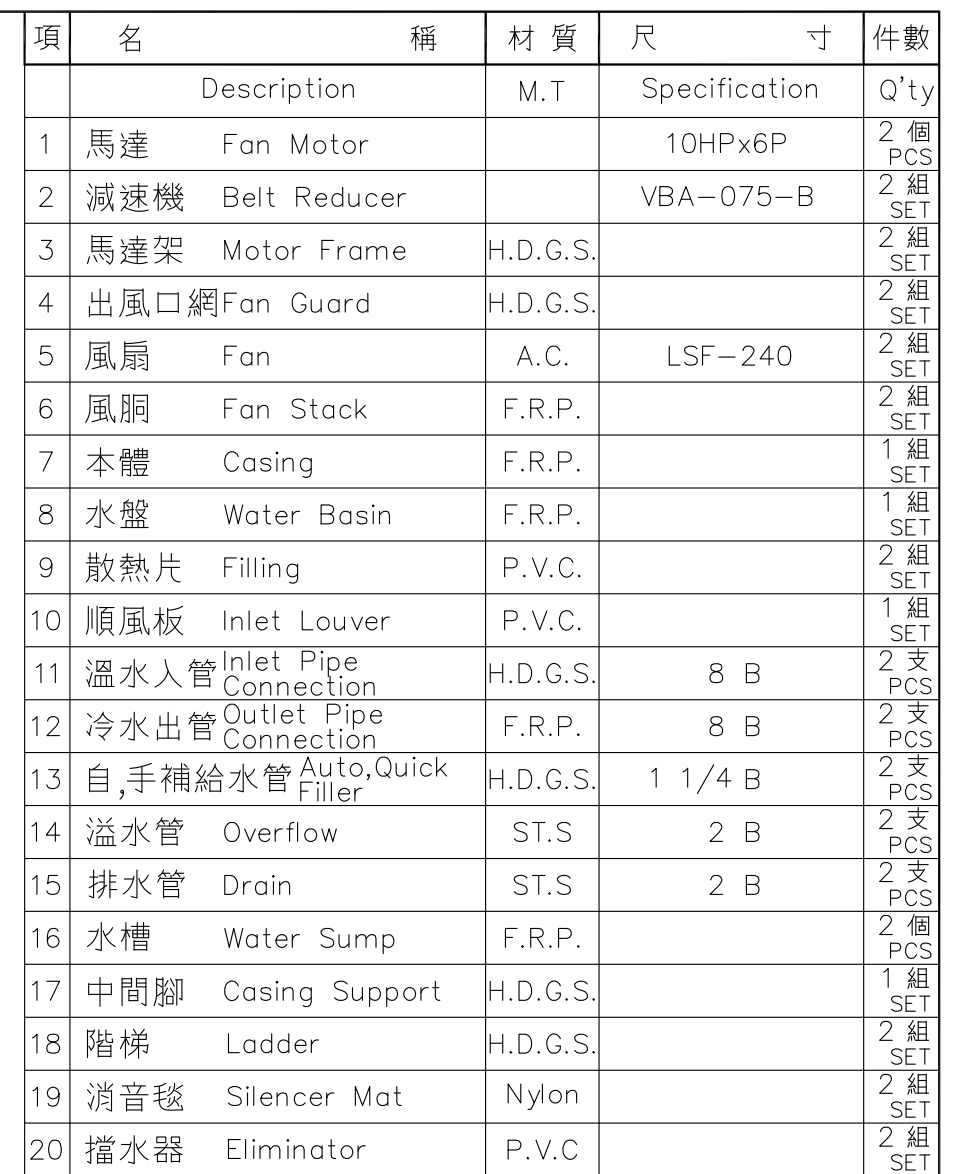 項 名 稱 材 質 尺 寸 件數
Description M.T Specification Q'ty
1 馬達 Fan Motor 10HPx6P 2 個 PCS
2 減速機 Belt Reducer VBA-075-B 2 組 SET
3 馬達架 Motor Frame H.D.G.S. 2 組 SET
4 出風口網 Fan Guard H.D.G.S. 2 組 SET
5 風扇 Fan A.C. LSF-240 2 組 SET
6 風胴 Fan Stack F.R.P. 2 組 SET
7 本體 Casing F.R.P. 1 組 SET
8 水盤 Water Basin F.R.P. 1 組 SET
9 散熱片 Filling P.V.C. 2 組 SET
10 順風板 Inlet Louver P.V.C. 1 組 SET
11 溫水入管 Inlet Pipe Connection H.D.G.S. 8 B 2 支 PCS
12 冷水出管 Outlet Pipe Connection F.R.P. 8 B 2 支 PCS
13 自,手補給水管 Auto,Quick Filler H.D.G.S. 1 1/4 B 2 支 PCS
14 溢水管 Overflow ST.S 2 B 2 支 PCS
15 排水管 Drain ST.S 2 B 2 支 PCS
16 水槽 Water Sump F.R.P. 2 個 PCS
17 中間腳 Casing Support H.D.G.S. 1 組 SET
18 階梯 Ladder H.D.G.S. 2 組 SET
19 消音毯 Silencer Mat Nylon 2 組 SET
20 擋水器 Eliminator P.V.C 2 組 SET